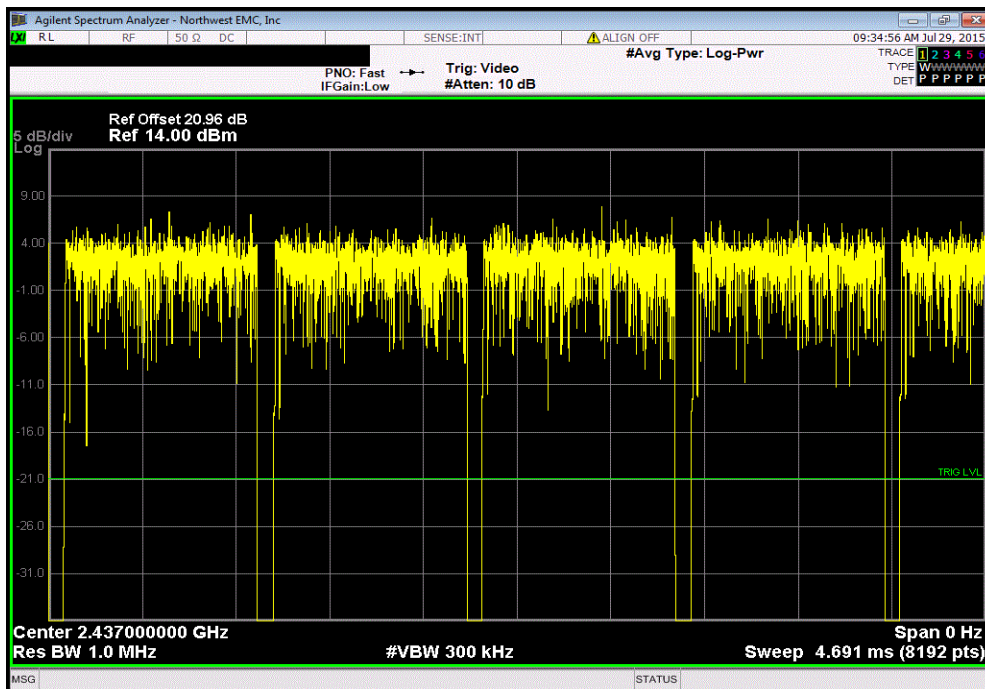 Agilent Spectrum Analyzer - Northwest EMC, Inc
LXI RL RF 50 Ω DC SENSE:INT ALIGN OFF 09:34:56 AM Jul 29, 2015
#Avg Type: Log-Pwr TRACE 1 2 3 4 5 6
PNO: Fast Trig: Video TYPE WWWWWW
IFGain:Low #Atten: 10 dB DET P P P P P P
Ref Offset 20.96 dB
5 dB/div Ref 14.00 dBm
Log
9.00
4.00
-1.00
-6.00
-11.0
-16.0
TRIG LVL
-21.0
-26.0
-31.0
Center 2.437000000 GHz Span 0 Hz
Res BW 1.0 MHz #VBW 300 kHz Sweep 4.691 ms (8192 pts)
MSG STATUS